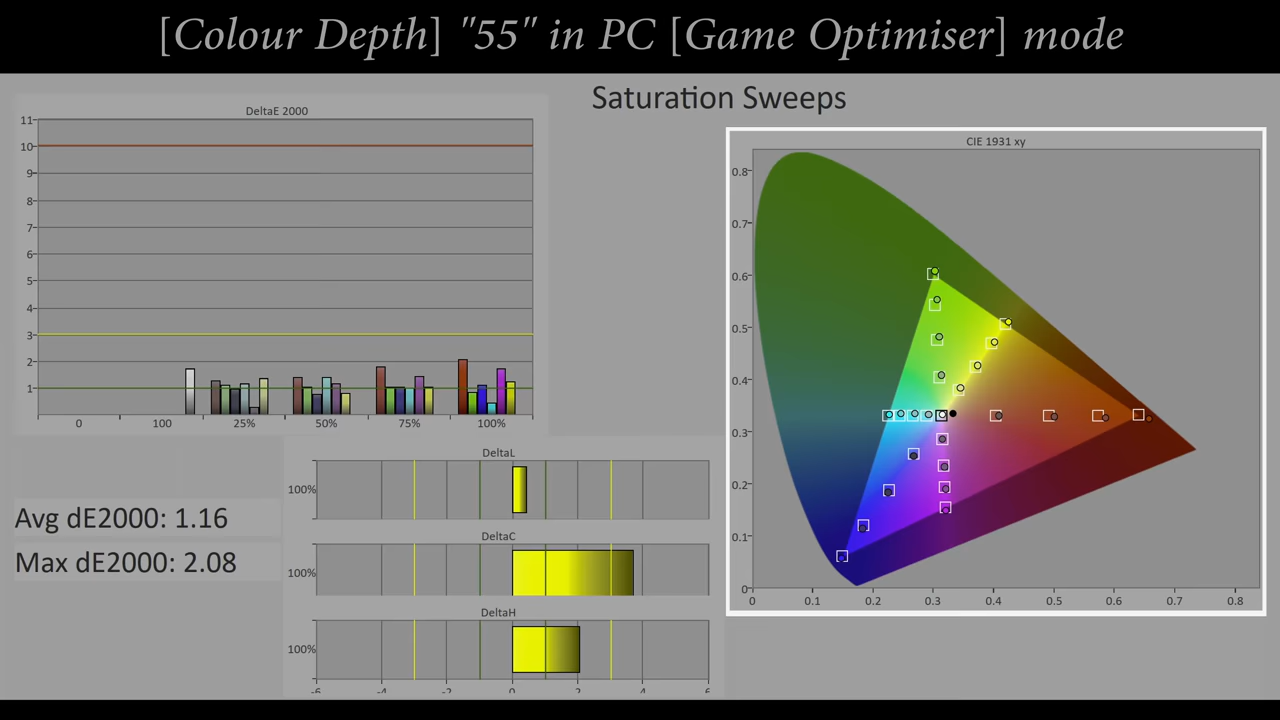 [Colour Depth] "55" in PC [Game Optimiser] mode
Saturation Sweeps
DeltaE 2000
11
10
9
8
7
6
5
4
3
2
1
0 100 25% 50% 75% 100%
CIE 1931 xy
0.8
0.7
0.6
0.5
0.4
0.3
0.2
0.1
0
0 0.1 0.2 0.3 0.4 0.5 0.6 0.7 0.8
Avg dE2000: 1.16
Max dE2000: 2.08
DeltaL
100%
DeltaC
100%
DeltaH
100%
-6 -4 -2 0 2 4 6